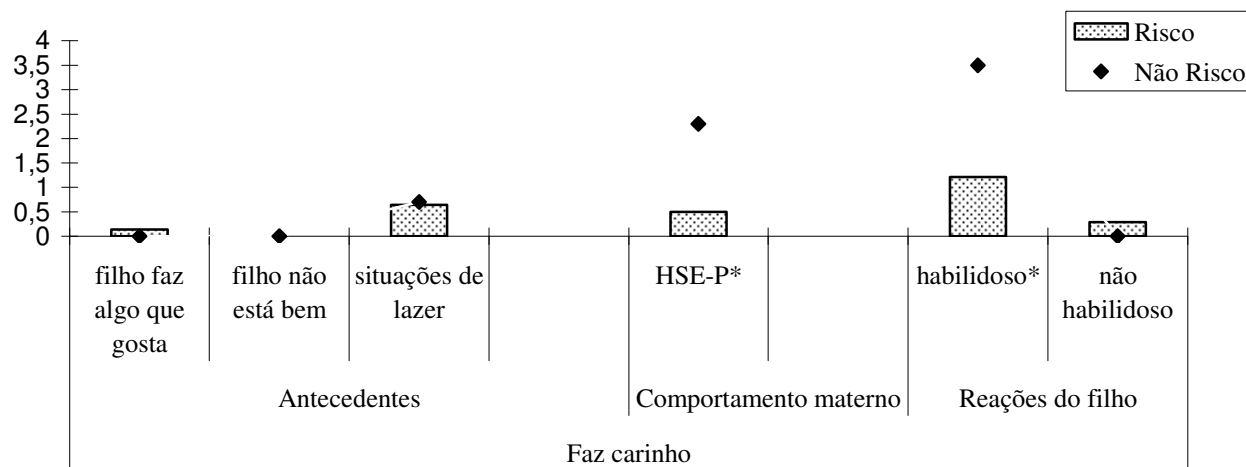 4
3,5
3
2,5
2
1,5
1
0,5
0
Risco
Não Risco
filho faz
algo que
gosta
filho não
está bem
situações de
lazer
HSE-P*
habilidoso*
não
habilidoso
Antecedentes
Comportamento materno
Reações do filho
Faz carinho